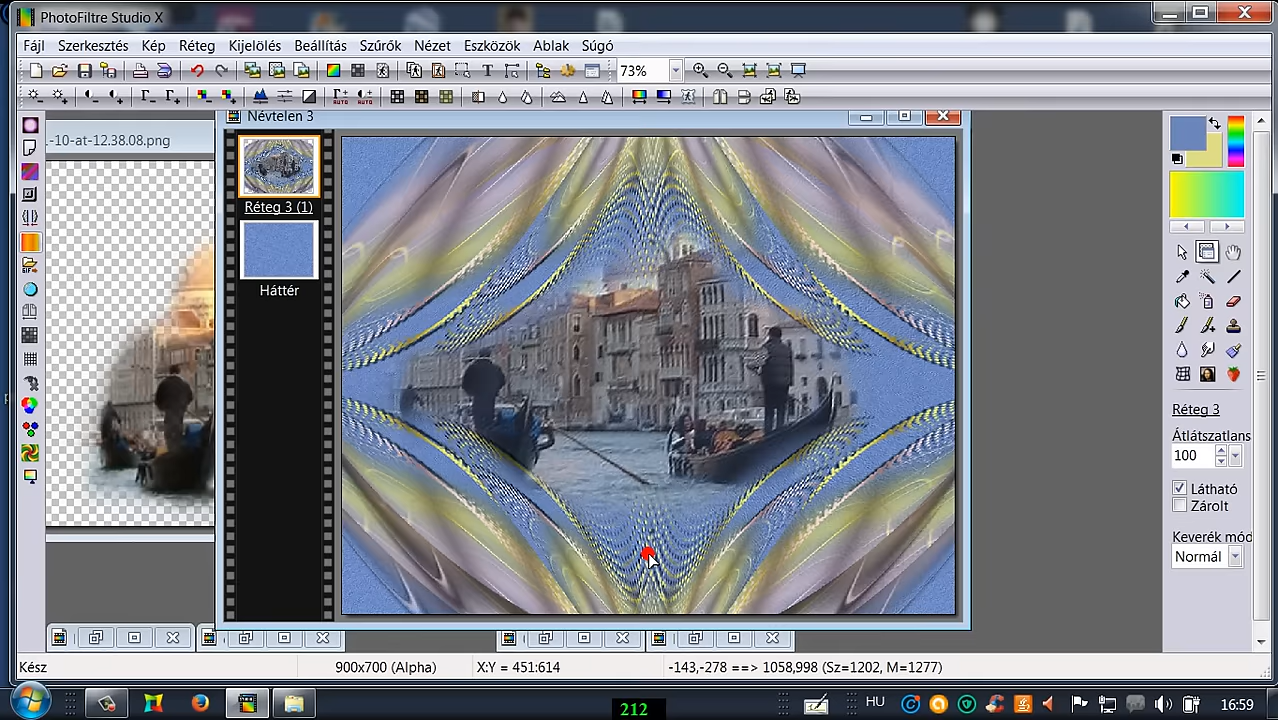 PhotoFiltre Studio X
Fájl Szerkesztés Kép Réteg Kijelölés Beállítás Szűrők Nézet Eszközök Ablak Súgó
73%
-10-at-12.38.08.png
Névtelen 3
Réteg 3 (1)
Háttér
Réteg 3
Átlátszatlans
100
Látható
Zárolt
Keverék mód
Normál
Kész
900x700 (Alpha)
X:Y = 451:614
-143,-278 ==> 1058,998 (Sz=1202, M=1277)
212
HU
16:59